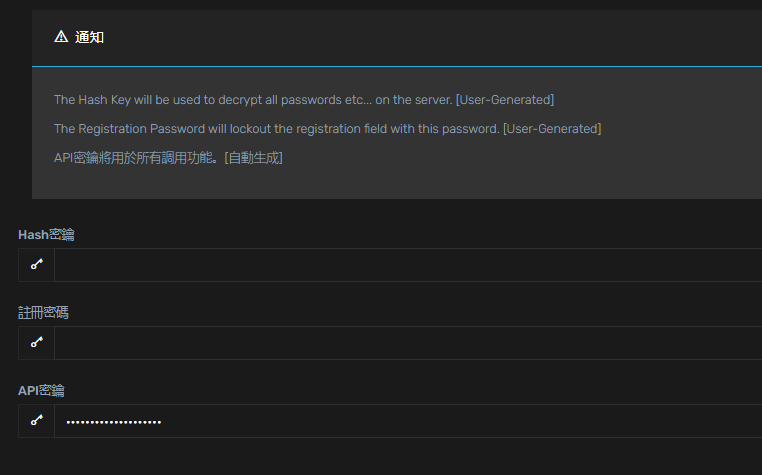 通知
The Hash Key will be used to decrypt all passwords etc... on the server. [User-Generated]
The Registration Password will lockout the registration field with this password. [User-Generated]
API密鑰將用於所有調用功能。[自動生成]
Hash密鑰
註冊密碼
API密鑰
••••••••••••••••••••